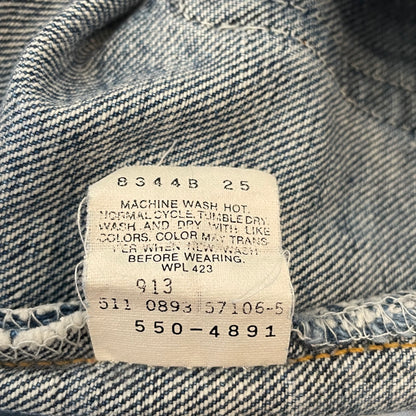 8344B 25
MACHINE WASH HOT.
NORMAL CYCLE, TUMBLE DRY.
WASH AND DRY WITH LIKE
COLORS. COLOR MAY TRANS
FER WHEN NEW. WASH
BEFORE WEARING.
WPL 423
913
511 0893 57106-5
550-4891